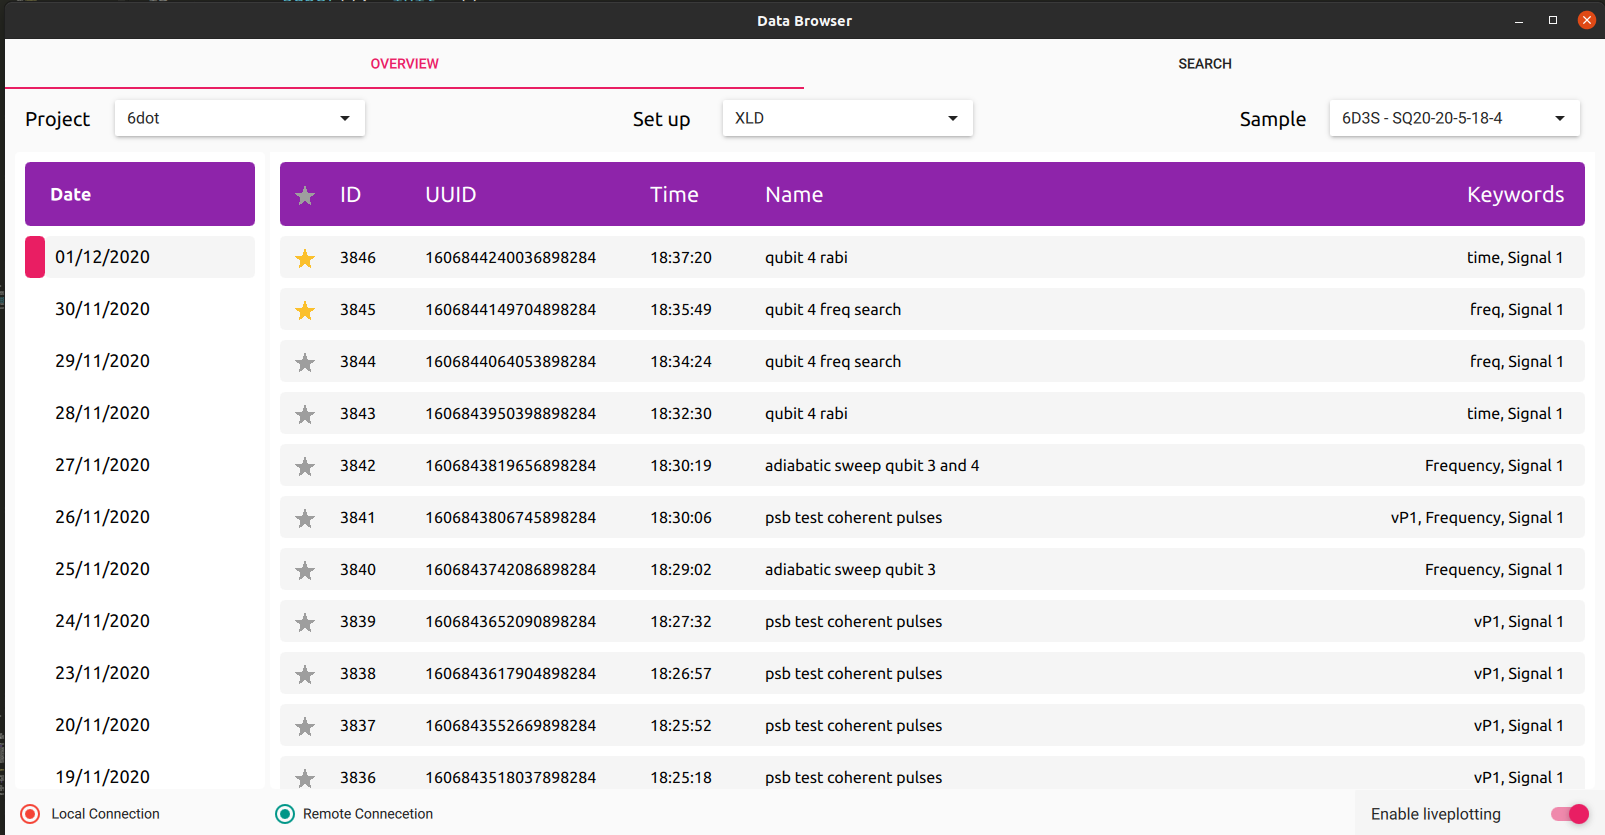 Data Browser
OVERVIEW SEARCH
Project 6dot Set up XLD Sample 6D3S - SQ20-20-5-18-4
Date ID UUID Time Name Keywords
01/12/2020 3846 1606844240036898284 18:37:20 qubit 4 rabi time, Signal 1
30/11/2020 3845 1606844149704898284 18:35:49 qubit 4 freq search freq, Signal 1
29/11/2020 3844 1606844064053898284 18:34:24 qubit 4 freq search freq, Signal 1
28/11/2020 3843 1606843950398898284 18:32:30 qubit 4 rabi time, Signal 1
27/11/2020 3842 1606843819656898284 18:30:19 adiabatic sweep qubit 3 and 4 Frequency, Signal 1
26/11/2020 3841 1606843806745898284 18:30:06 psb test coherent pulses vP1, Frequency, Signal 1
25/11/2020 3840 1606843742086898284 18:29:02 adiabatic sweep qubit 3 Frequency, Signal 1
24/11/2020 3839 1606843652090898284 18:27:32 psb test coherent pulses vP1, Signal 1
23/11/2020 3838 1606843617904898284 18:26:57 psb test coherent pulses vP1, Signal 1
20/11/2020 3837 1606843552669898284 18:25:52 psb test coherent pulses vP1, Signal 1
19/11/2020 3836 1606843518037898284 18:25:18 psb test coherent pulses vP1, Signal 1
Local Connection Remote Connecetion Enable liveplotting